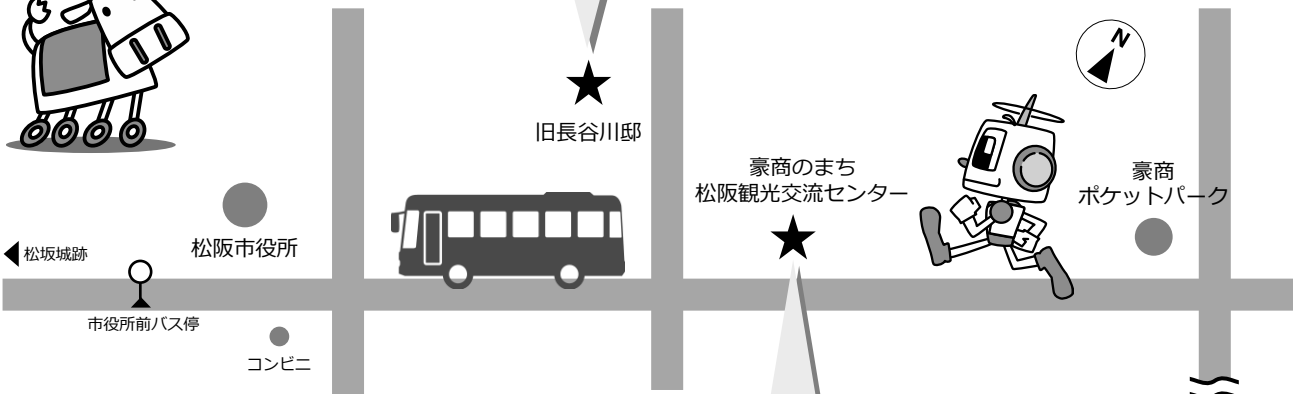 N
旧長谷川邸
豪商のまち
松阪観光交流センター
豪商
ポケットパーク
松阪市役所
松坂城跡
市役所前バス停
コンビニ